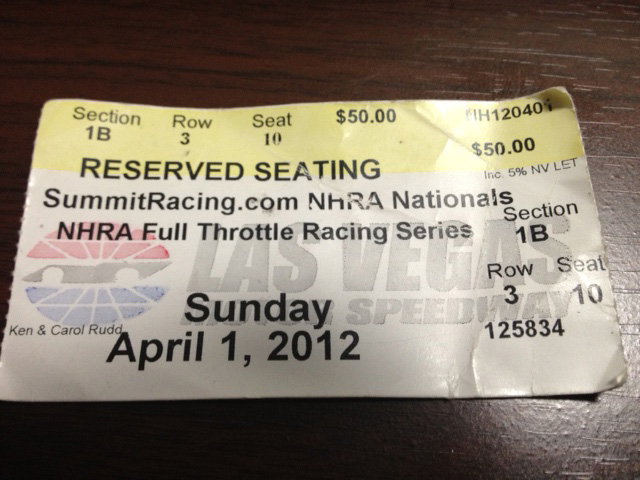 Section Row Seat $50.00 NH120401
1B 3 10 $50.00
RESERVED SEATING Inc. 5% NV LET
SummitRacing.com NHRA Nationals
NHRA Full Throttle Racing Series
Section
1B
LAS VEGAS
MOTOR SPEEDWAY
Row Seat
3 10
Sunday
Ken & Carol Rudd
April 1, 2012
125834